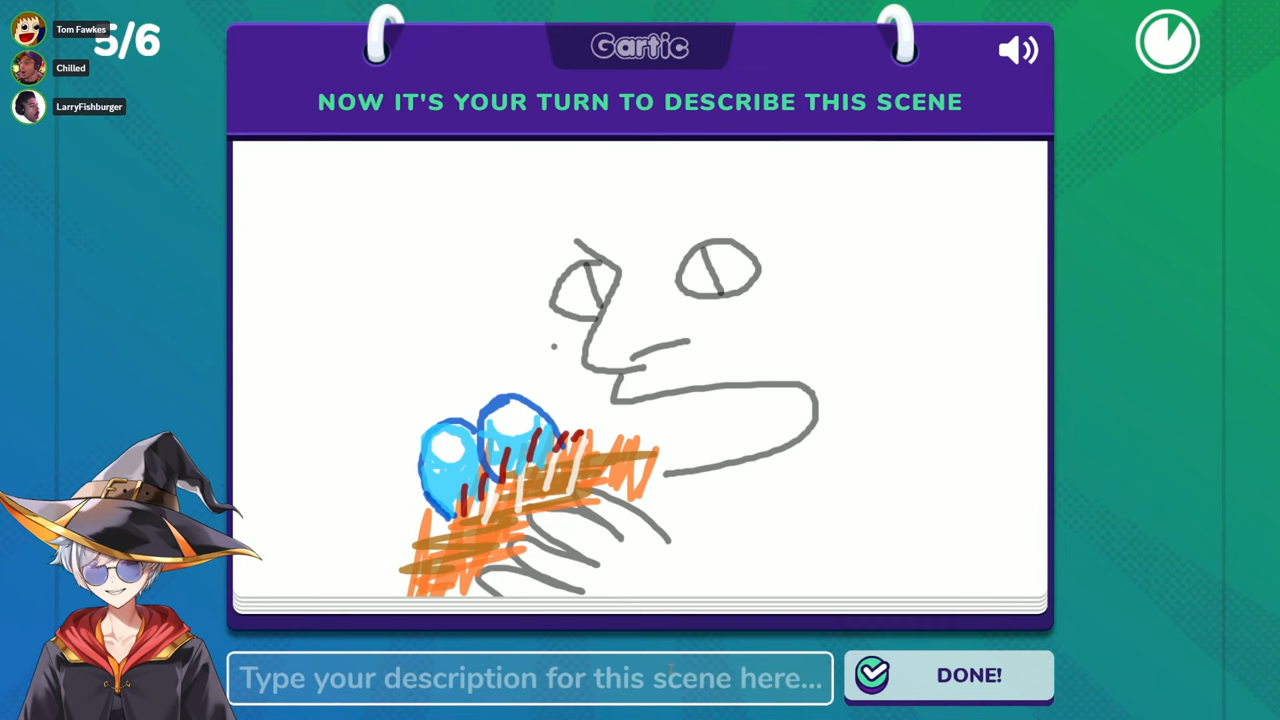 Tom Fawkes
5/6
Chilled
LarryFishburger
Gartic
NOW IT'S YOUR TURN TO DESCRIBE THIS SCENE
Type your description for this scene here...
DONE!